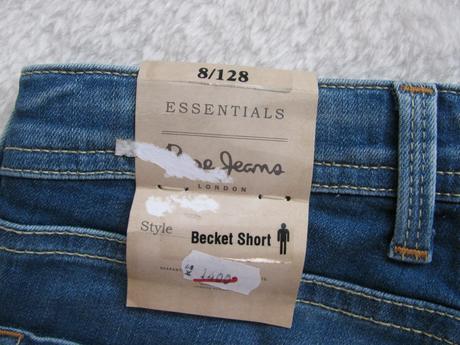 8/128
ESSENTIALS
Pepe Jeans
LONDON
Style
Becket Short